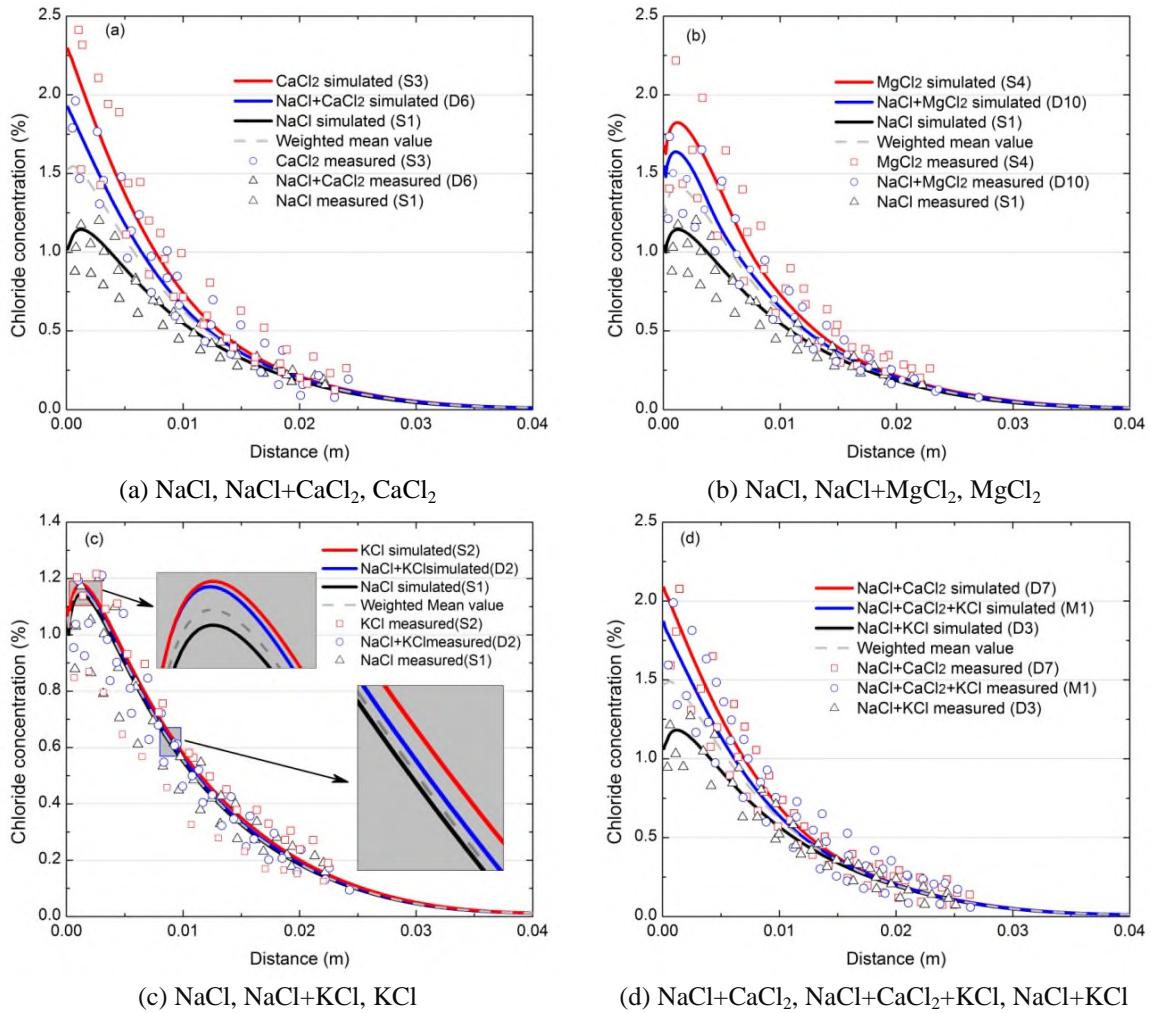 (a)
CaCl2 simulated (S3)
NaCl+CaCl2 simulated (D6)
NaCl simulated (S1)
Weighted mean value
CaCl2 measured (S3)
NaCl+CaCl2 measured (D6)
NaCl measured (S1)
Chloride concentration (%)
2.5
2.0
1.5
1.0
0.5
0.0
0.00 0.01 0.02 0.03 0.04
Distance (m)
(a) NaCl, NaCl+CaCl2, CaCl2
(b)
MgCl2 simulated (S4)
NaCl+MgCl2 simulated (D10)
NaCl simulated (S1)
Weighted mean value
MgCl2 measured (S4)
NaCl+MgCl2 measured (D10)
NaCl measured (S1)
Chloride concentration (%)
2.5
2.0
1.5
1.0
0.5
0.0
0.00 0.01 0.02 0.03 0.04
Distance (m)
(b) NaCl, NaCl+MgCl2, MgCl2
(c)
KCl simulated(S2)
NaCl+KClsimulated(D2)
NaCl simulated(S1)
Weighted Mean value
KCl measured(S2)
NaCl+KClmeasured(D2)
NaCl measured(S1)
Chloride concentration (%)
1.4
1.2
1.0
0.8
0.6
0.4
0.2
0.0
0.00 0.01 0.02 0.03 0.04
Distance (m)
(c) NaCl, NaCl+KCl, KCl
(d)
NaCl+CaCl2 simulated (D7)
NaCl+CaCl2+KCl simulated (M1)
NaCl+KCl simulated (D3)
Weighted mean value
NaCl+CaCl2 measured (D7)
NaCl+CaCl2+KCl measured (M1)
NaCl+KCl measured (D3)
Chloride concentration (%)
2.5
2.0
1.5
1.0
0.5
0.0
0.00 0.01 0.02 0.03 0.04
Distance (m)
(d) NaCl+CaCl2, NaCl+CaCl2+KCl, NaCl+KCl